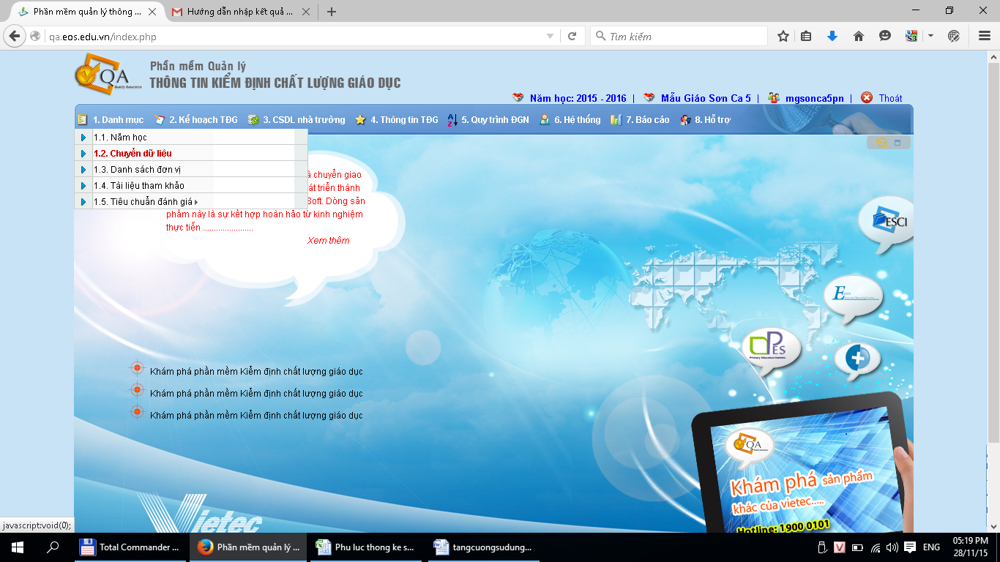 Phần mềm quản lý thông ...
Hướng dẫn nhập kết quả ...
qa.eos.edu.vn/index.php
Tìm kiếm
QA
Quality Assurance
Phần mềm Quản lý
THÔNG TIN KIỂM ĐỊNH CHẤT LƯỢNG GIÁO DỤC
Năm học: 2015 - 2016 | Mẫu Giáo Sơn Ca 5 | mgsonca5pn | Thoát
1. Danh mục 2. Kế hoạch TĐG 3. CSDL nhà trường 4. Thông tin TĐG 5. Quy trình ĐGN 6. Hệ thống 7. Báo cáo 8. Hỗ trợ
1.1. Năm học
1.2. Chuyển dữ liệu
1.3. Danh sách đơn vị
1.4. Tài liệu tham khảo
1.5. Tiêu chuẩn đánh giá
à chuyển giao
át triển thành
Soft. Dòng sản
phẩm này là sự kết hợp hoàn hảo từ kinh nghiệm
thực tiễn .......................
Xem thêm
ESCI
PES
Primary Education Statistics
Khám phá phần mềm Kiểm định chất lượng giáo dục
Khám phá phần mềm Kiểm định chất lượng giáo dục
Khám phá phần mềm Kiểm định chất lượng giáo dục
QA
Khám phá sản phẩm
khác của vietec.....
Hotline: 1900 0101
Vietec
javascript:void(0);
Total Commander ...
Phần mềm quản lý ...
Phu luc thong ke s...
tangcuongsudung...
ENG
05:19 PM
28/11/15